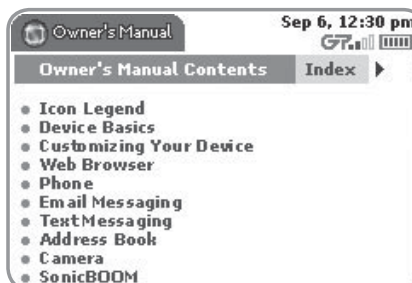 Owner's Manual
Sep 6, 12:30 pm
G
Owner's Manual Contents Index
Icon Legend
Device Basics
Customizing Your Device
Web Browser
Phone
Email Messaging
Text Messaging
Address Book
Camera
SonicBOOM